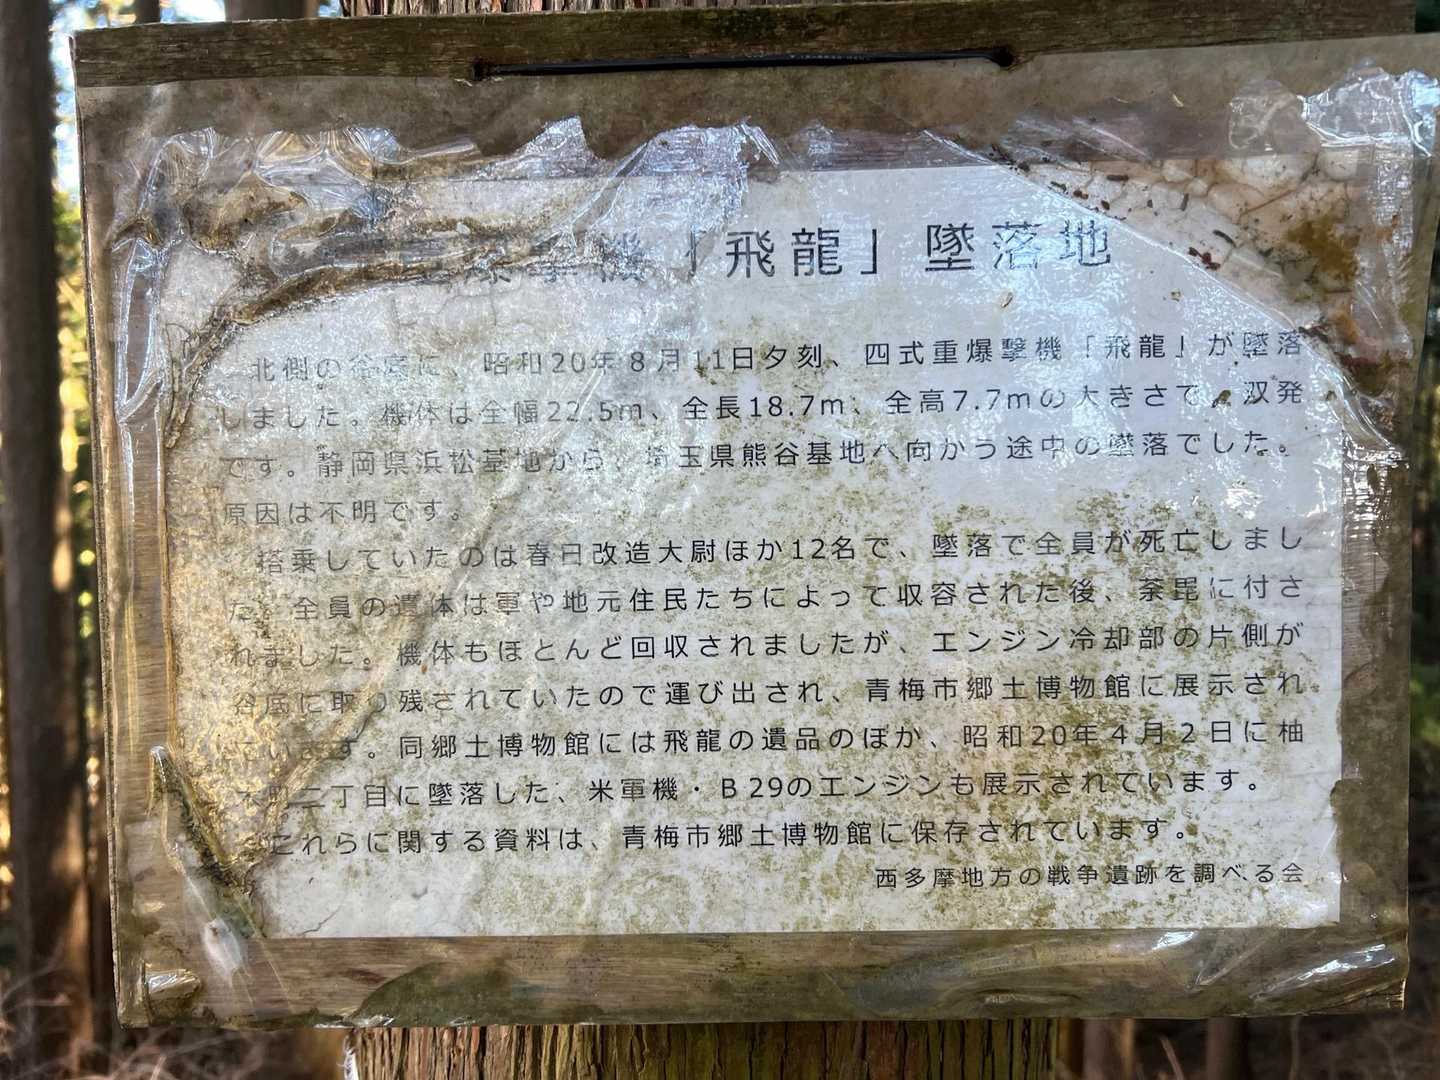 爆撃機「飛龍」墜落地
北側の谷底に、昭和20年8月11日夕刻、四式重爆撃機「飛龍」が墜落
しました。機体は全幅22.5m、全長18.7m、全高7.7mの大きさで、双発
です。静岡県浜松基地から、埼玉県熊谷基地へ向かう途中の墜落でした。
原因は不明です。
搭乗していたのは春日改造大尉ほか12名で、墜落で全員が死亡しまし
た。全員の遺体は軍や地元住民たちによって収容された後、荼毘に付さ
れました。機体もほとんど回収されましたが、エンジン冷却部の片側が
谷底に取り残されていたので運び出され、青梅市郷土博物館に展示され
ています。同郷土博物館には飛龍の遺品のほか、昭和20年4月2日に柚
木町二丁目に墜落した、米軍機・B29のエンジンも展示されています。
これらに関する資料は、青梅市郷土博物館に保存されています。
西多摩地方の戦争遺跡を調べる会